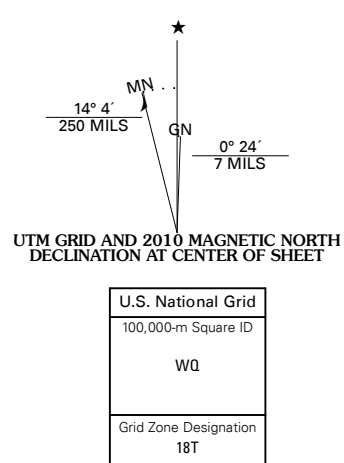 ★
MN
GN
14° 4´
250 MILS
0° 24´
7 MILS
UTM GRID AND 2010 MAGNETIC NORTH
DECLINATION AT CENTER OF SHEET
U.S. National Grid
100,000-m Square ID
WQ
Grid Zone Designation
18T